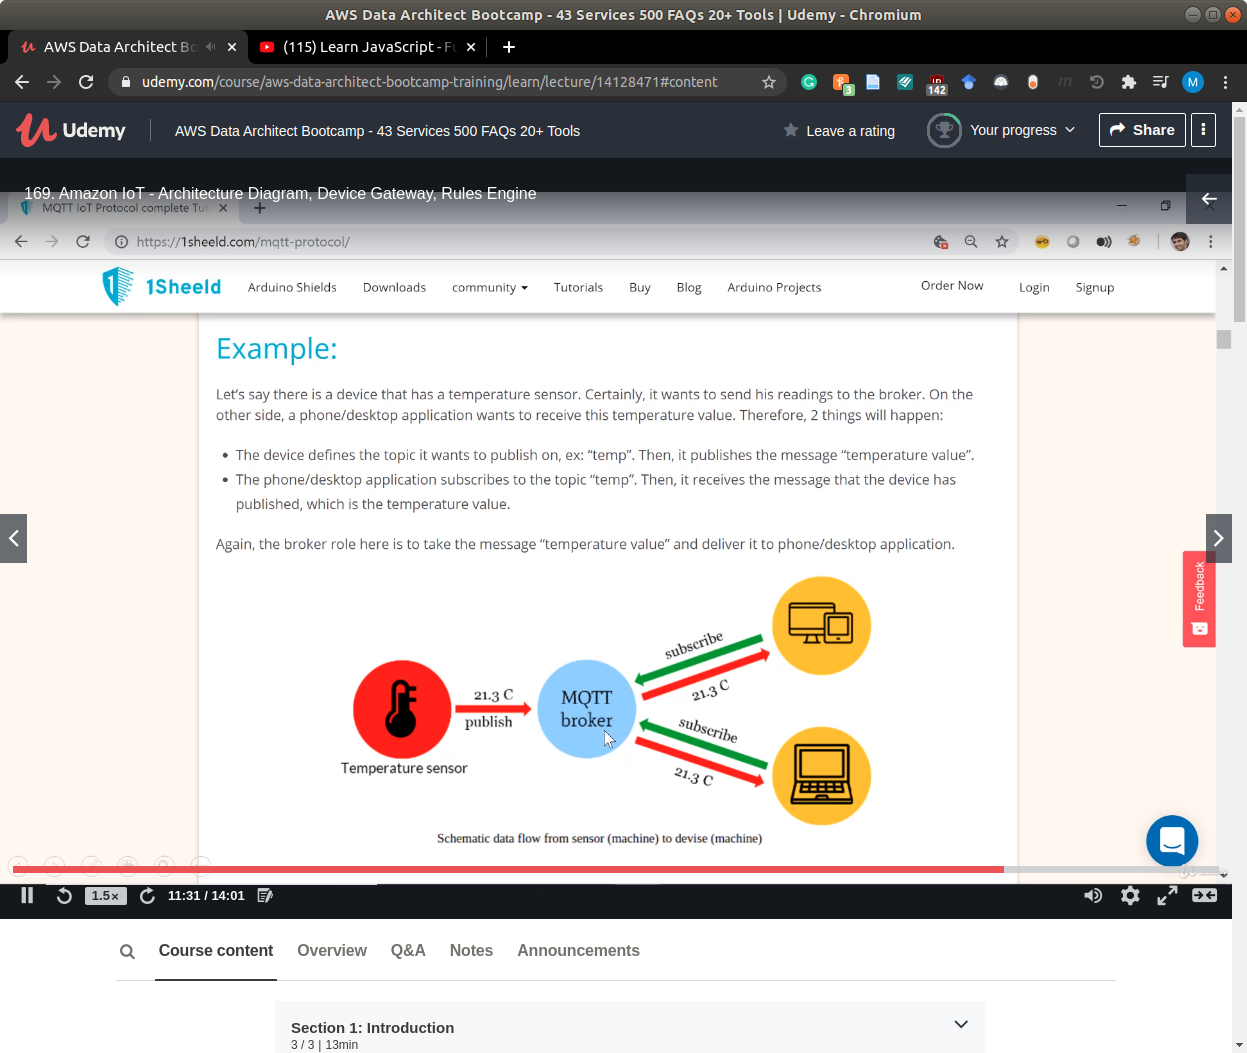 AWS Data Architect Bootcamp - 43 Services 500 FAQs 20+ Tools | Udemy - Chromium
AWS Data Architect Bo
(115) Learn JavaScript - Fu
udemy.com/course/aws-data-architect-bootcamp-training/learn/lecture/14128471#content
3
142
M
Udemy
AWS Data Architect Bootcamp - 43 Services 500 FAQs 20+ Tools
Leave a rating
Your progress
Share
169. Amazon IoT - Architecture Diagram, Device Gateway, Rules Engine
MQTT IoT Protocol complete Tut
https://1sheeld.com/mqtt-protocol/
1Sheeld
Arduino Shields
Downloads
community
Tutorials
Buy
Blog
Arduino Projects
Order Now
Login
Signup
Example:
Let's say there is a device that has a temperature sensor. Certainly, it wants to send his readings to the broker. On the
other side, a phone/desktop application wants to receive this temperature value. Therefore, 2 things will happen:
• The device defines the topic it wants to publish on, ex: “temp”. Then, it publishes the message “temperature value”.
• The phone/desktop application subscribes to the topic “temp”. Then, it receives the message that the device has
published, which is the temperature value.
Again, the broker role here is to take the message “temperature value” and deliver it to phone/desktop application.
Feedback
subscribe
21.3 C
21.3 C
publish
MQTT
broker
subscribe
21.3 C
Temperature sensor
Schematic data flow from sensor (machine) to devise (machine)
1.5×
11:31 / 14:01
Course content
Overview
Q&A
Notes
Announcements
Section 1: Introduction
3 / 3 | 13min